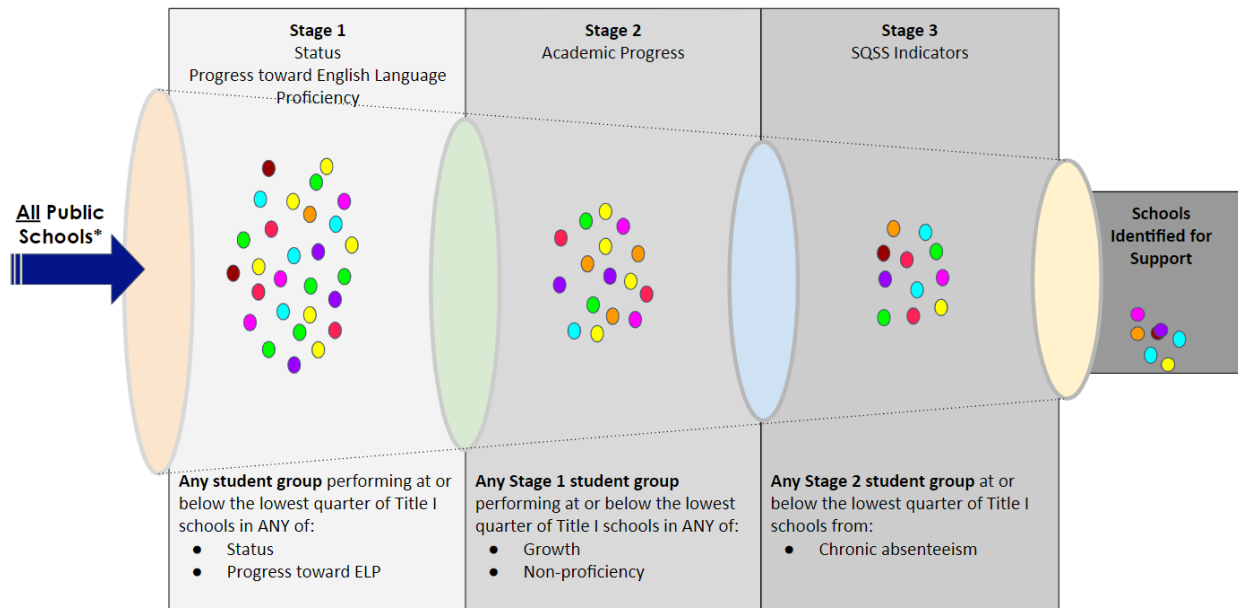 All Public
Schools*
Stage 1
Status
Progress toward English Language
Proficiency
Any student group performing at or
below the lowest quarter of Title I
schools in ANY of:
● Status
● Progress toward ELP
Stage 2
Academic Progress
Any Stage 1 student group
performing at or below the lowest
quarter of Title I schools in ANY of:
● Growth
● Non-proficiency
Stage 3
SQSS Indicators
Any Stage 2 student group at or
below the lowest quarter of Title I
schools from:
● Chronic absenteeism
Schools
Identified for
Support